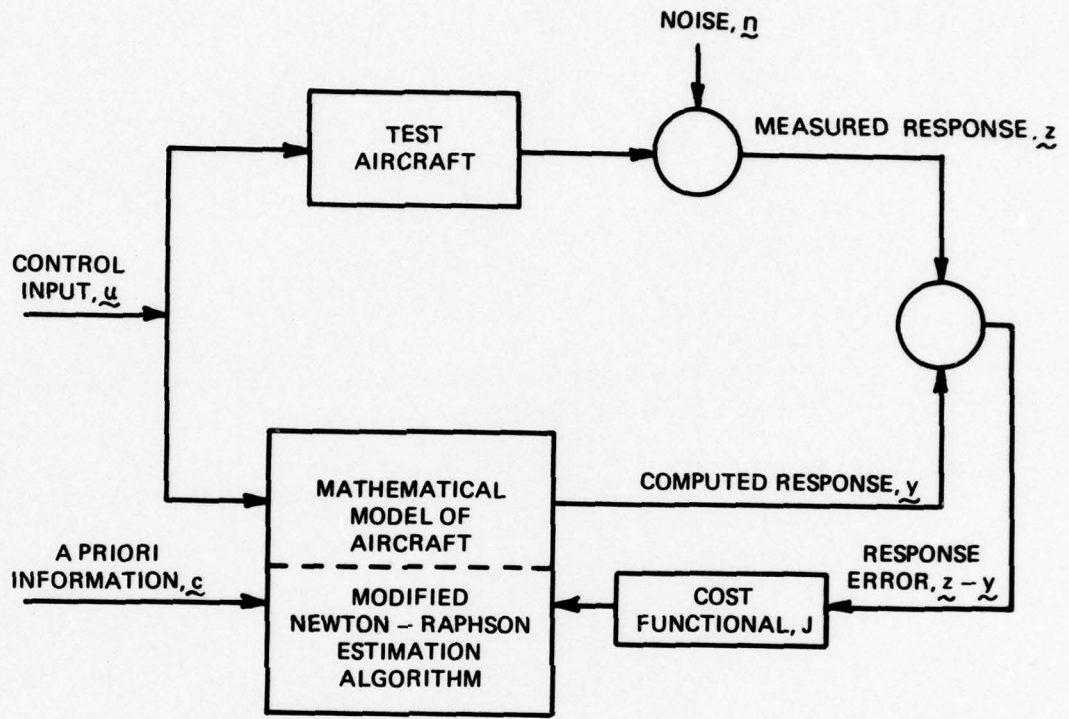 NOISE, n
TEST
AIRCRAFT
MEASURED RESPONSE, z
CONTROL
INPUT, u
MATHEMATICAL
MODEL OF
AIRCRAFT
COMPUTED RESPONSE, y
A PRIORI
INFORMATION, c
MODIFIED
NEWTON – RAPHSON
ESTIMATION
ALGORITHM
COST
FUNCTIONAL, J
RESPONSE
ERROR, z – y